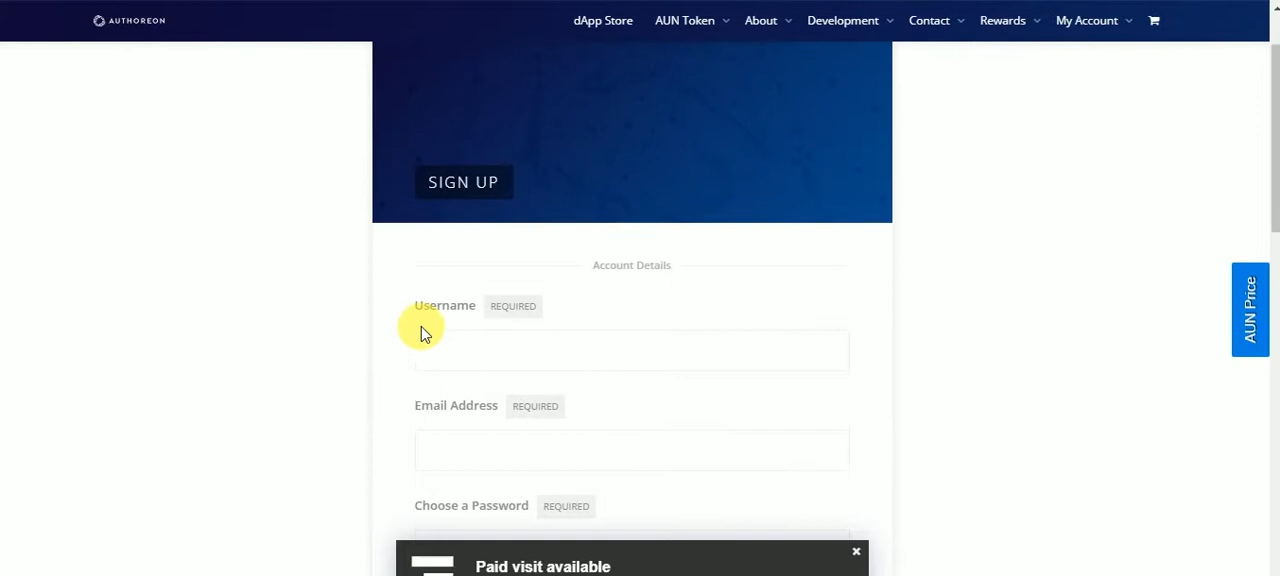 AUTHOREON
dApp Store AUN Token About Development Contact Rewards My Account
SIGN UP
Account Details
Username REQUIRED
AUN Price
Email Address REQUIRED
Choose a Password REQUIRED
Paid visit available